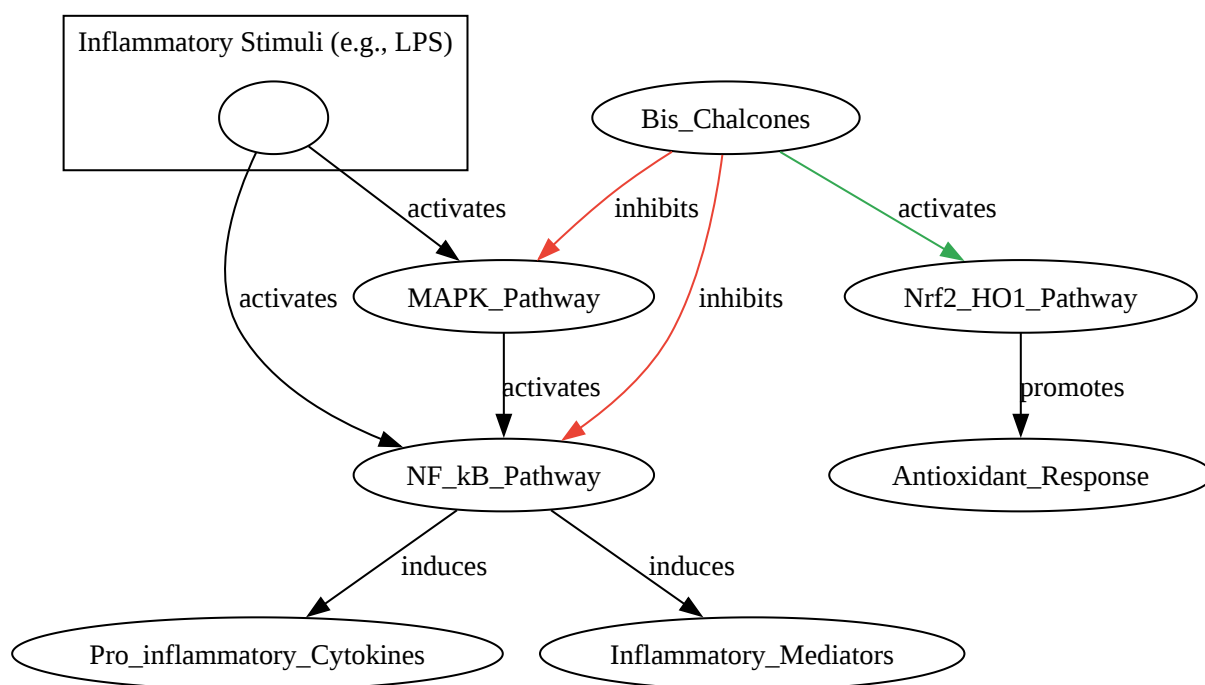 Inflammatory Stimuli (e.g., LPS)
Bis_Chalcones
activates
inhibits
activates
activates
MAPK_Pathway
inhibits
Nrf2_HO1_Pathway
activates
promotes
NF_kB_Pathway
Antioxidant_Response
induces
induces
Pro_inflammatory_Cytokines
Inflammatory_Mediators